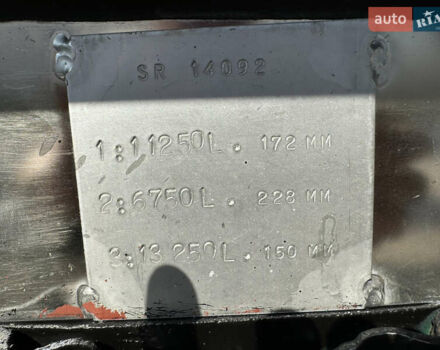 AUTO RIA
SR 14092
1:11250L. 172 MM
2:6750L. 228 MM
3:13 250L. 150 MM